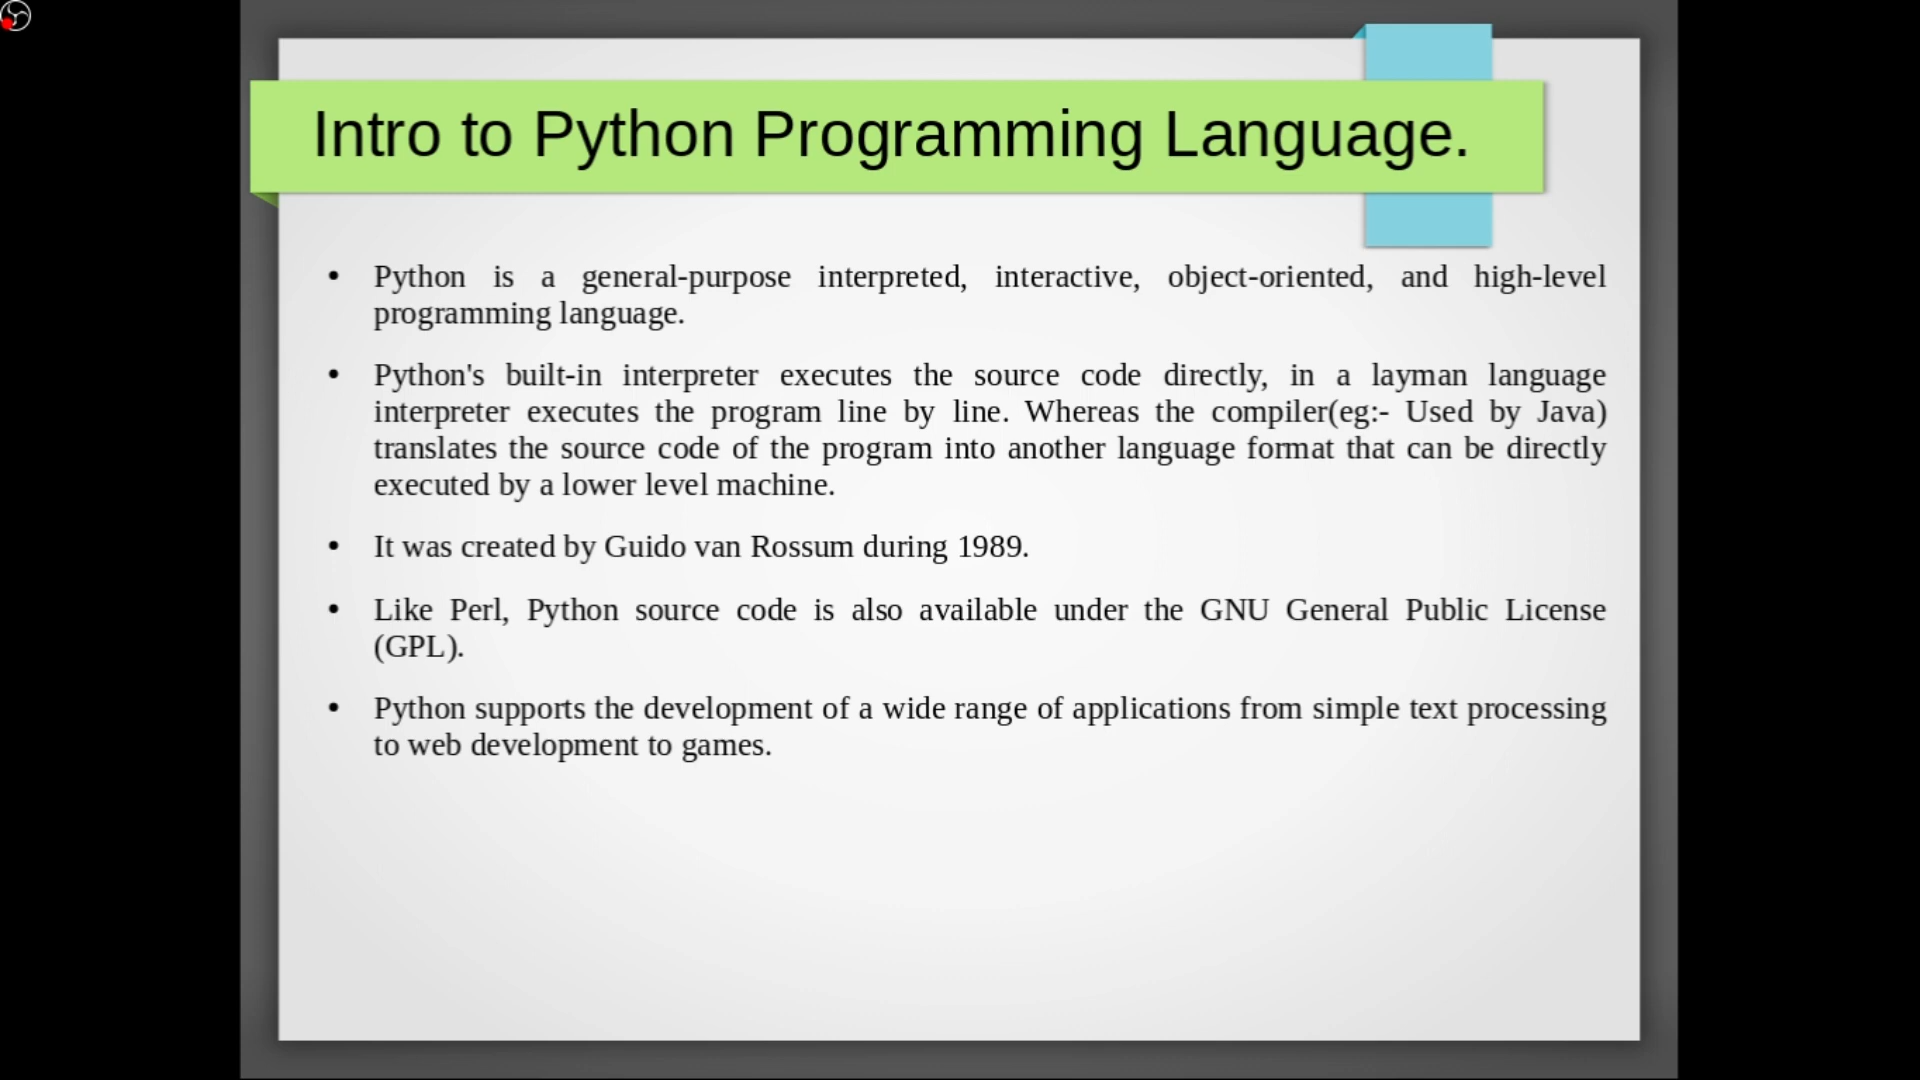 Intro to Python Programming Language.
• Python is a general-purpose interpreted, interactive, object-oriented, and high-level
programming language.
• Python's built-in interpreter executes the source code directly, in a layman language
interpreter executes the program line by line. Whereas the compiler(eg:- Used by Java)
translates the source code of the program into another language format that can be directly
executed by a lower level machine.
• It was created by Guido van Rossum during 1989.
• Like Perl, Python source code is also available under the GNU General Public License
(GPL).
• Python supports the development of a wide range of applications from simple text processing
to web development to games.